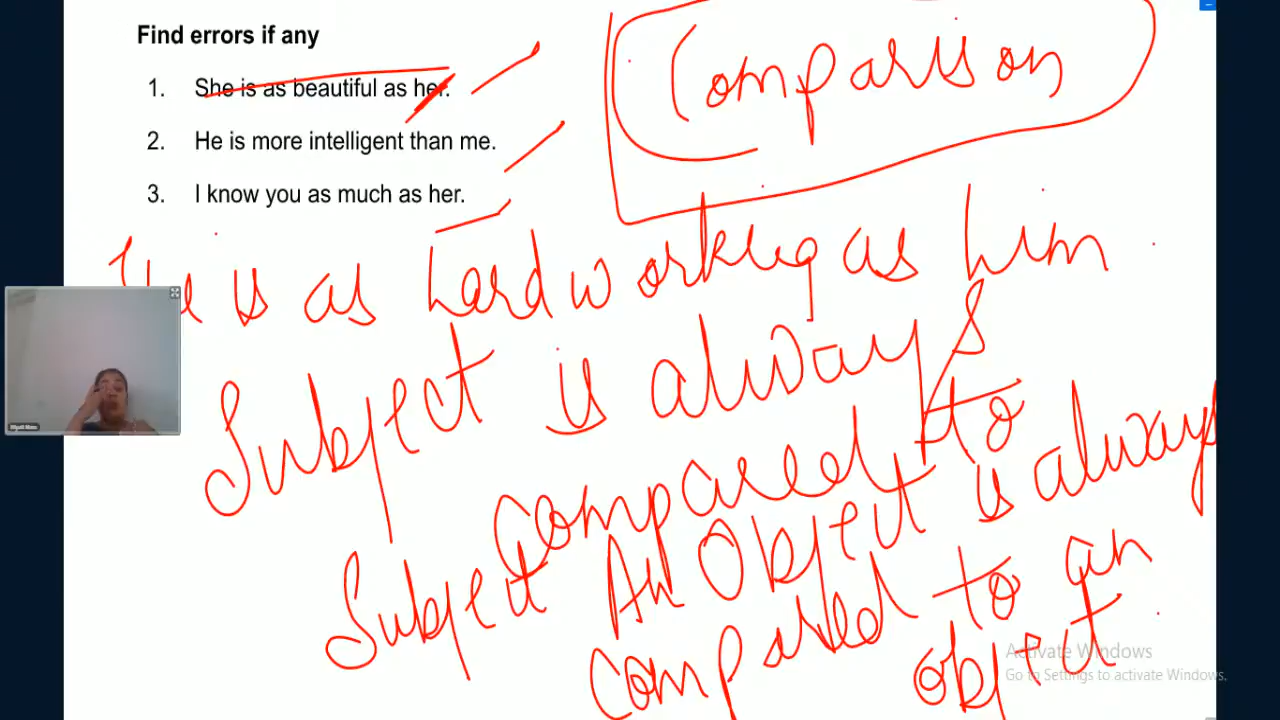 Find errors if any
1. She is as beautiful as her.
2. He is more intelligent than me.
3. I know you as much as her.
Comparison
He is as hardworking as him.
Subject is always
compared to
Subject An Object is always
compared to an
object.
Activate Windows
Go to Settings to activate Windows.